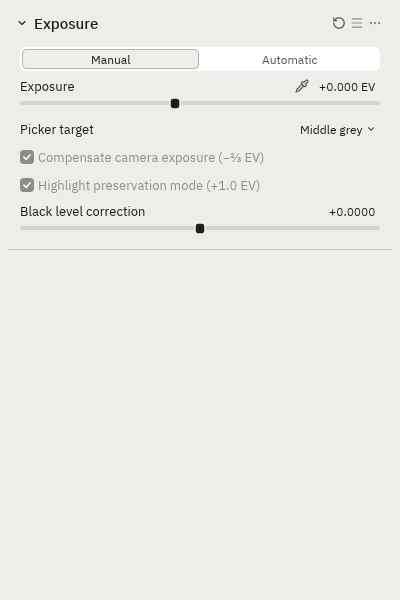 Exposure
Manual Automatic
Exposure +0.000 EV
Picker target Middle grey
Compensate camera exposure (−⅔ EV)
Highlight preservation mode (+1.0 EV)
Black level correction +0.0000